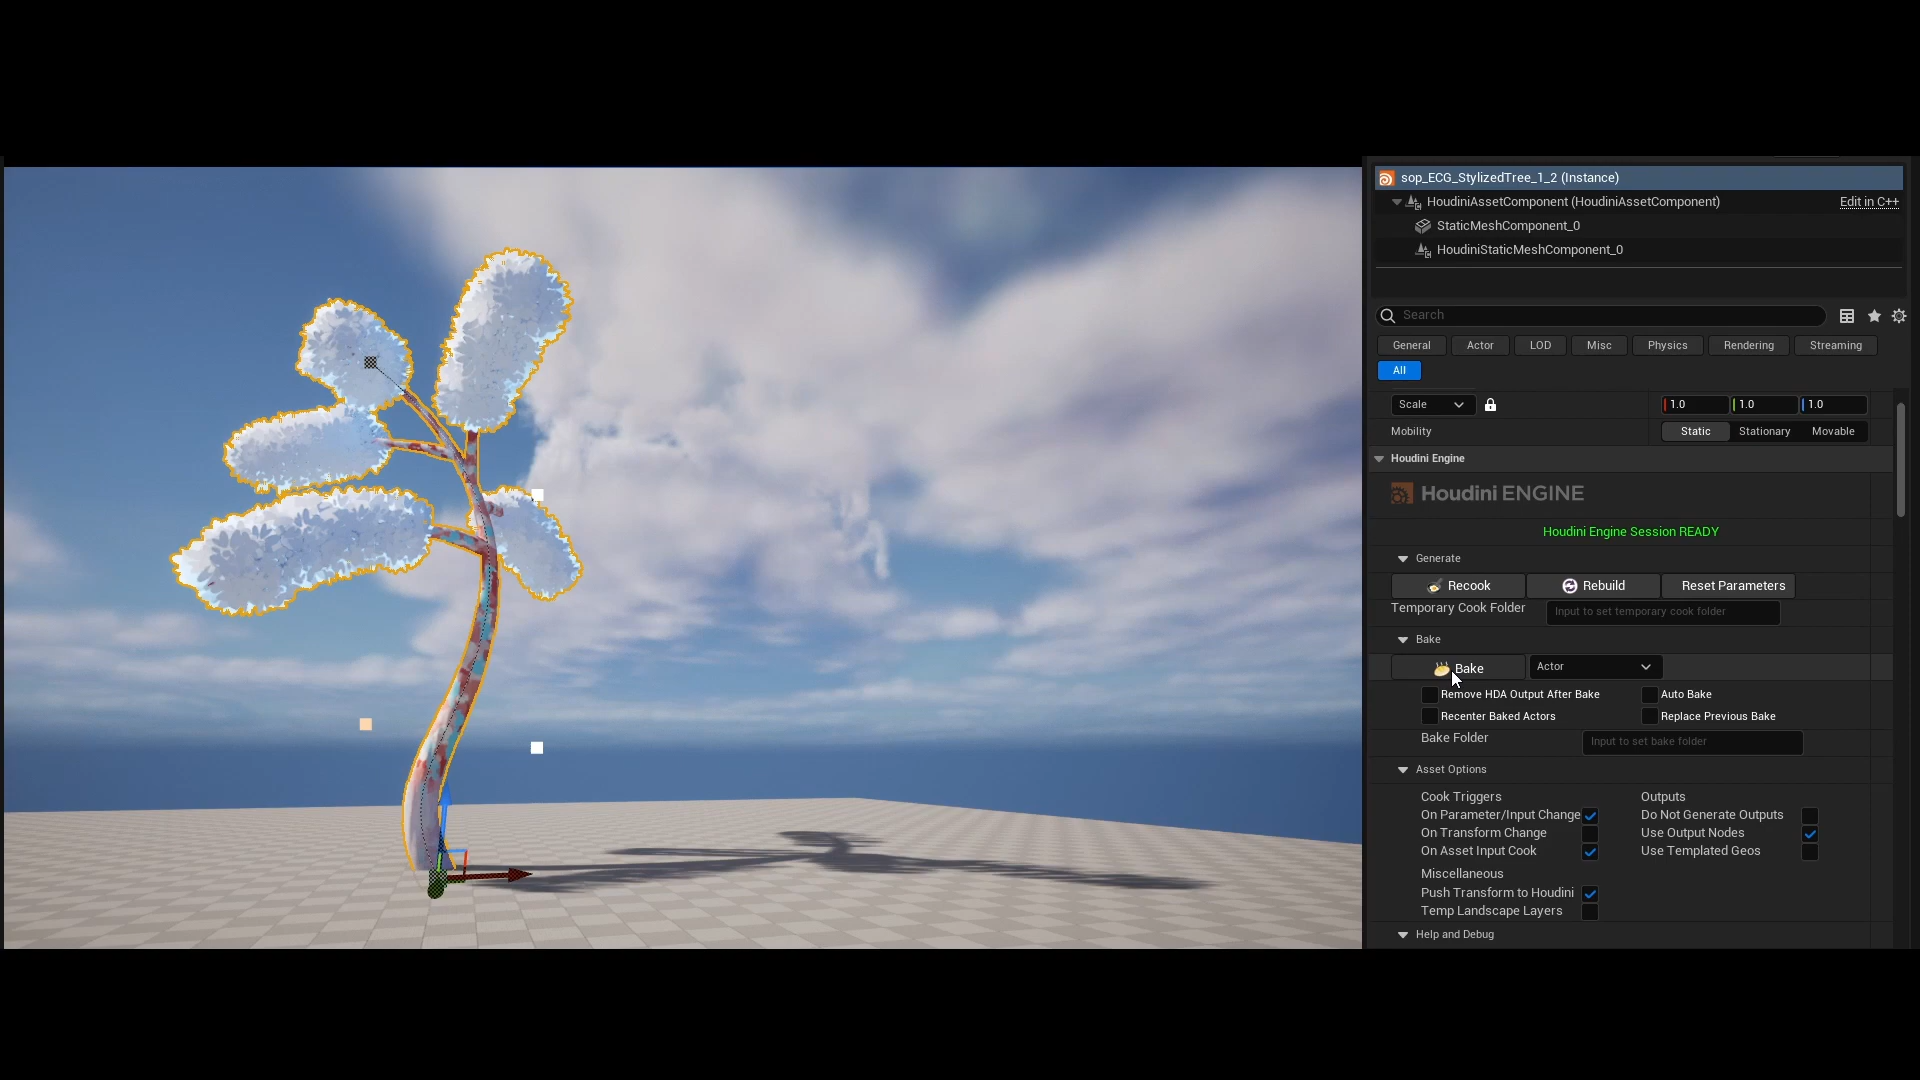 sop_ECG_StylizedTree_1_2 (Instance)
HoudiniAssetComponent (HoudiniAssetComponent) Edit in C++
StaticMeshComponent_0
HoudiniStaticMeshComponent_0
Search
General Actor LOD Misc Physics Rendering Streaming
All
Scale 1.0 1.0 1.0
Mobility Static Stationary Movable
Houdini Engine
Houdini ENGINE
Houdini Engine Session READY
Generate
Recook Rebuild Reset Parameters
Temporary Cook Folder Input to set temporary cook folder
Bake
Bake Actor
Remove HDA Output After Bake Auto Bake
Recenter Baked Actors Replace Previous Bake
Bake Folder Input to set bake folder
Asset Options
Cook Triggers Outputs
On Parameter/Input Change Do Not Generate Outputs
On Transform Change Use Output Nodes
On Asset Input Cook Use Templated Geos
Miscellaneous
Push Transform to Houdini
Temp Landscape Layers
Help and Debug